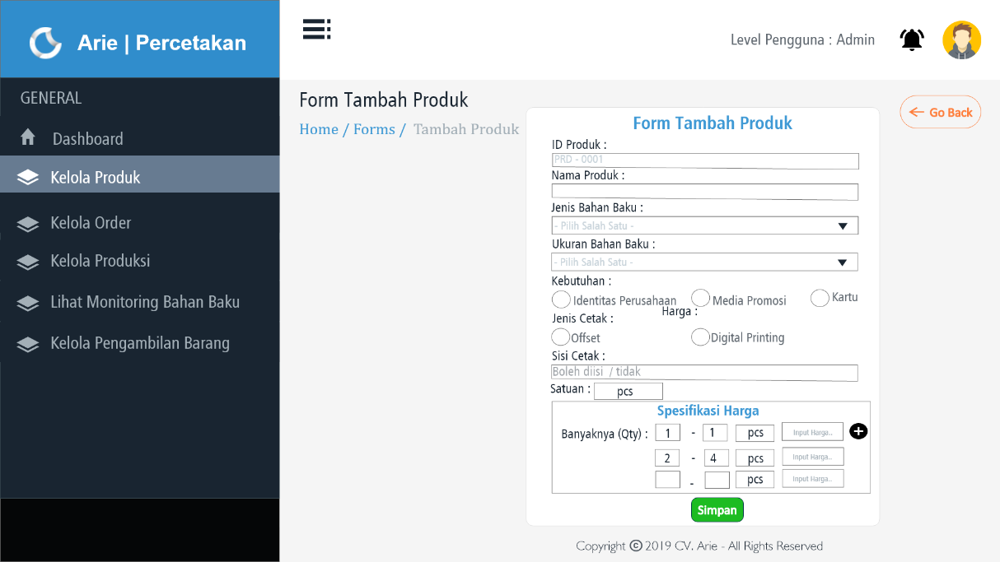 Arie | Percetakan
Level Pengguna : Admin
GENERAL
Dashboard
Kelola Produk
Kelola Order
Kelola Produksi
Lihat Monitoring Bahan Baku
Kelola Pengambilan Barang
Form Tambah Produk
Home / Forms / Tambah Produk
Go Back
Form Tambah Produk
ID Produk :
PRD - 0001
Nama Produk :
Jenis Bahan Baku :
- Pilih Salah Satu -
Ukuran Bahan Baku :
- Pilih Salah Satu -
Kebutuhan :
Identitas Perusahaan Media Promosi Kartu
Harga :
Jenis Cetak :
Offset Digital Printing
Sisi Cetak :
Boleh diisi / tidak
Satuan : pcs
Spesifikasi Harga
Banyaknya (Qty) : 1 - 1 pcs Input Harga..
2 - 4 pcs Input Harga..
- pcs Input Harga..
Simpan
Copyright © 2019 CV. Arie - All Rights Reserved